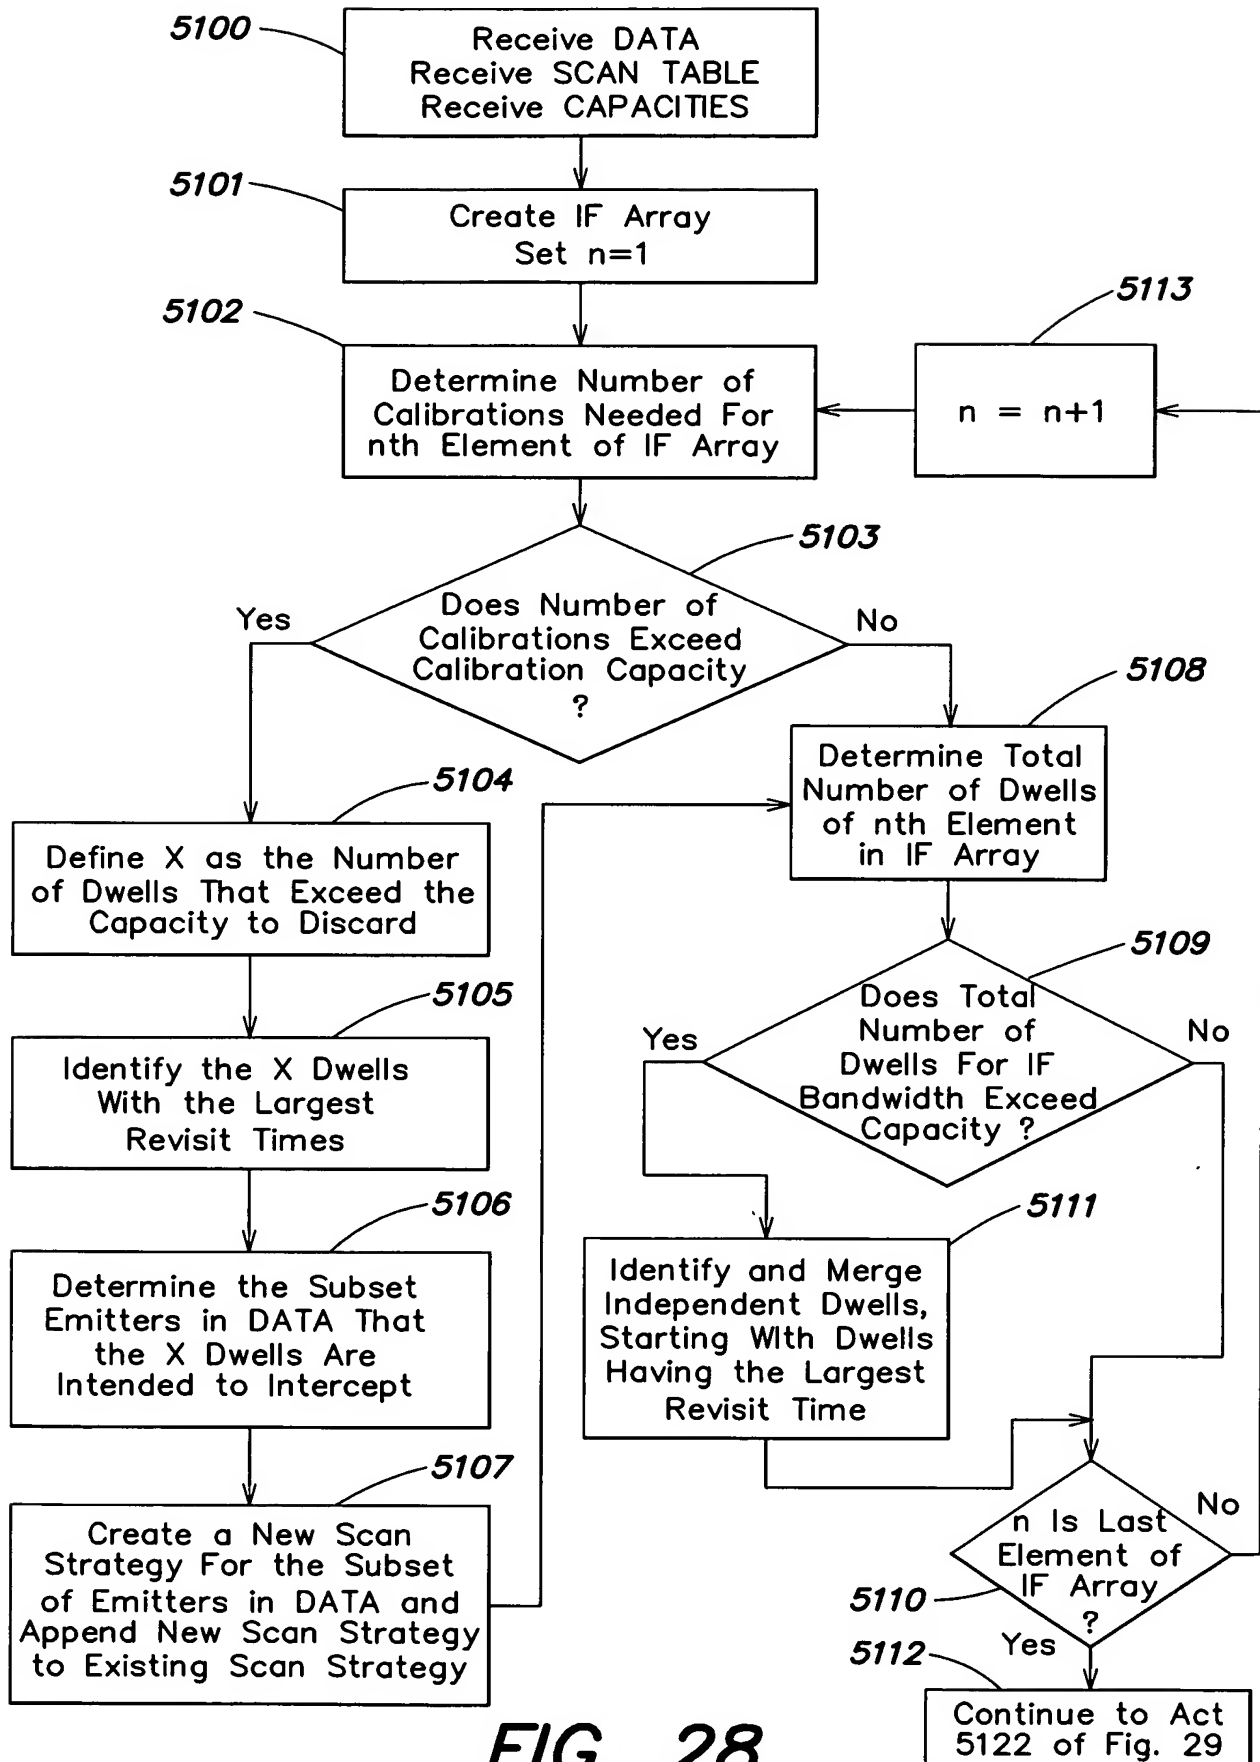 5100
Receive DATA
Receive SCAN TABLE
Receive CAPACITIES
5101
Create IF Array
Set n=1
5102
Determine Number of
Calibrations Needed For
nth Element of IF Array
5113
n = n+1
5103
Does Number of
Calibrations Exceed
Calibration Capacity
?
Yes
No
5104
Define X as the Number
of Dwells That Exceed the
Capacity to Discard
5105
Identify the X Dwells
With the Largest
Revisit Times
5106
Determine the Subset
Emitters in DATA That
the X Dwells Are
Intended to Intercept
5107
Create a New Scan
Strategy For the Subset
of Emitters in DATA and
Append New Scan Strategy
to Existing Scan Strategy
5108
Determine Total
Number of Dwells
of nth Element
in IF Array
5109
Does Total
Number of
Dwells For IF
Bandwidth Exceed
Capacity ?
Yes
No
5111
Identify and Merge
Independent Dwells,
Starting WIth Dwells
Having the Largest
Revisit Time
5110
n Is Last
Element of
IF Array
?
No
Yes
5112
Continue to Act
5122 of Fig. 29
FIG. 28